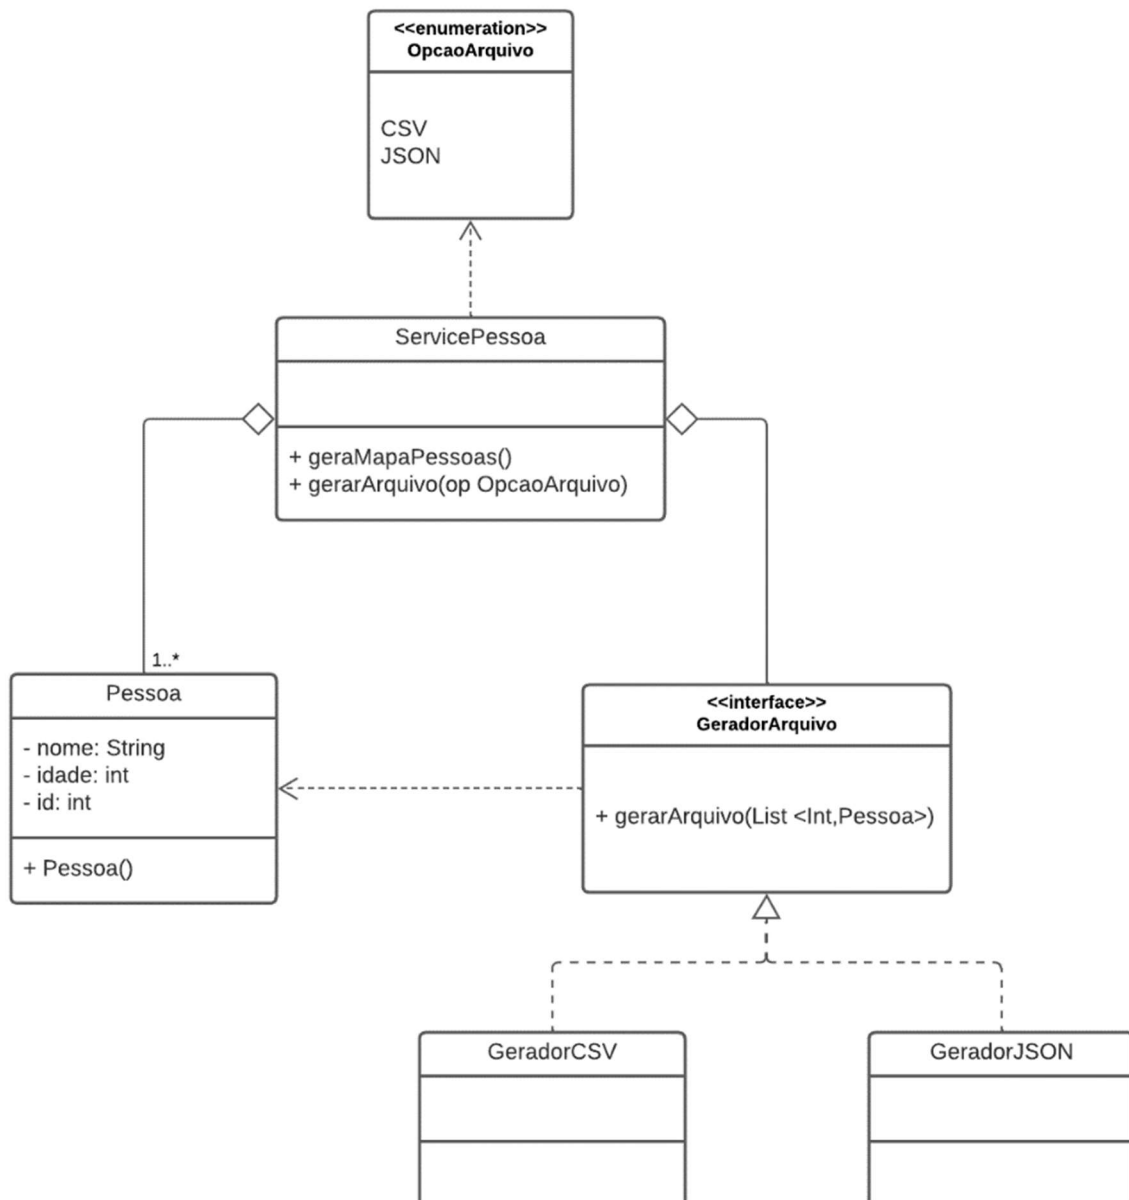 <<enumeration>>
OpcaoArquivo
CSV
JSON
ServicePessoa
+ geraMapaPessoas()
+ gerarArquivo(op OpcaoArquivo)
1..*
Pessoa
- nome: String
- idade: int
- id: int
+ Pessoa()
<<interface>>
GeradorArquivo
+ gerarArquivo(List <Int,Pessoa>)
GeradorCSV
GeradorJSON